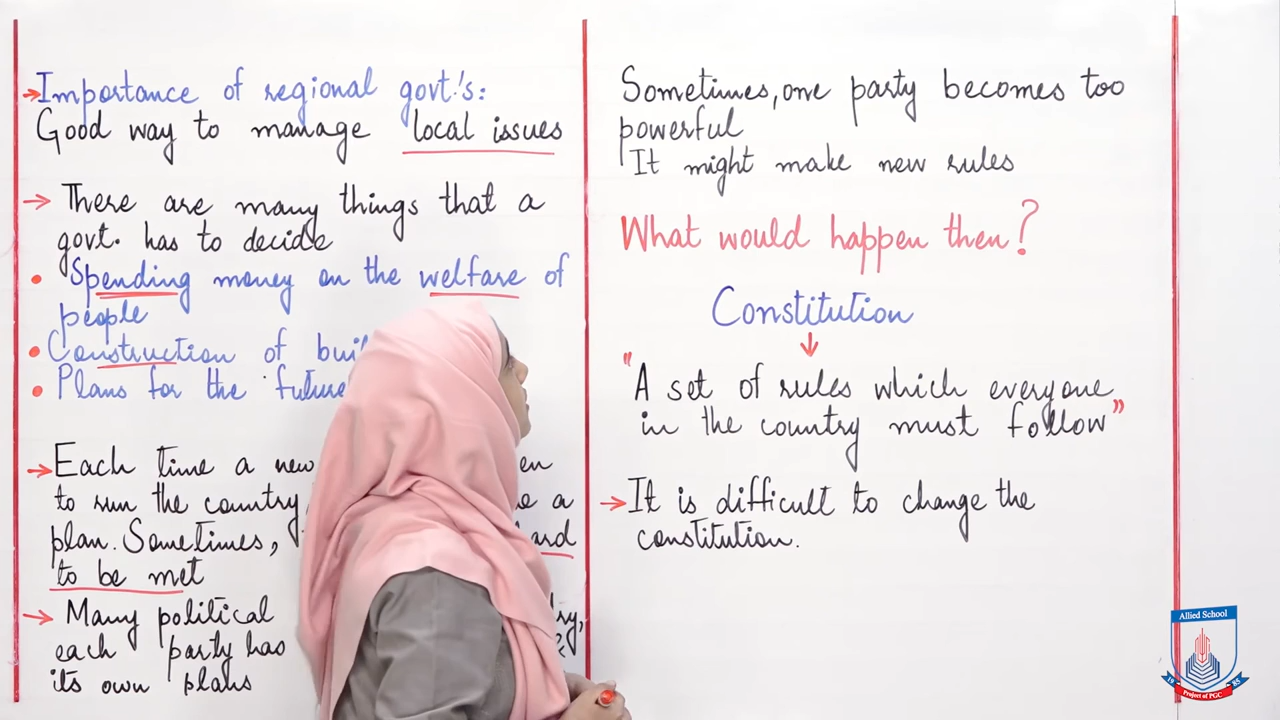 →Importance of regional govt.'s:
Good way to manage local issues
→ There are many things that a
govt. has to decide
• Spending money on the welfare of
people
• Construction of
• Plans for the future
→ Each time a new
to run the country a
plan. Sometimes,
to be met
→ Many political
each party has
its own plans
Sometimes, one party becomes too
powerful
It might make new rules
What would happen then?
Constitution
↓
"A set of rules which everyone
in the country must follow"
→ It is difficult to change the
constitution.
Allied School
1985
Project of PGC